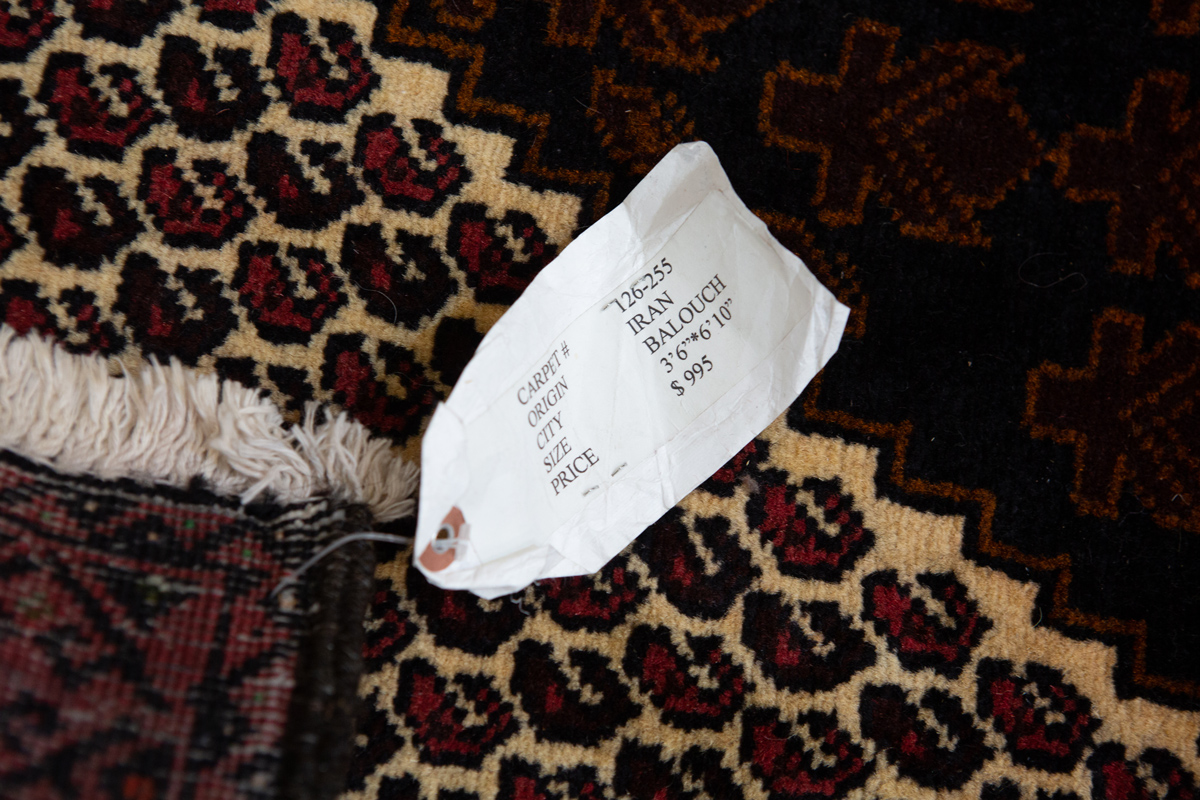 CARPET # 126-255
ORIGIN IRAN
CITY BALOUCH
SIZE 3'6”*6'10”
PRICE $ 995